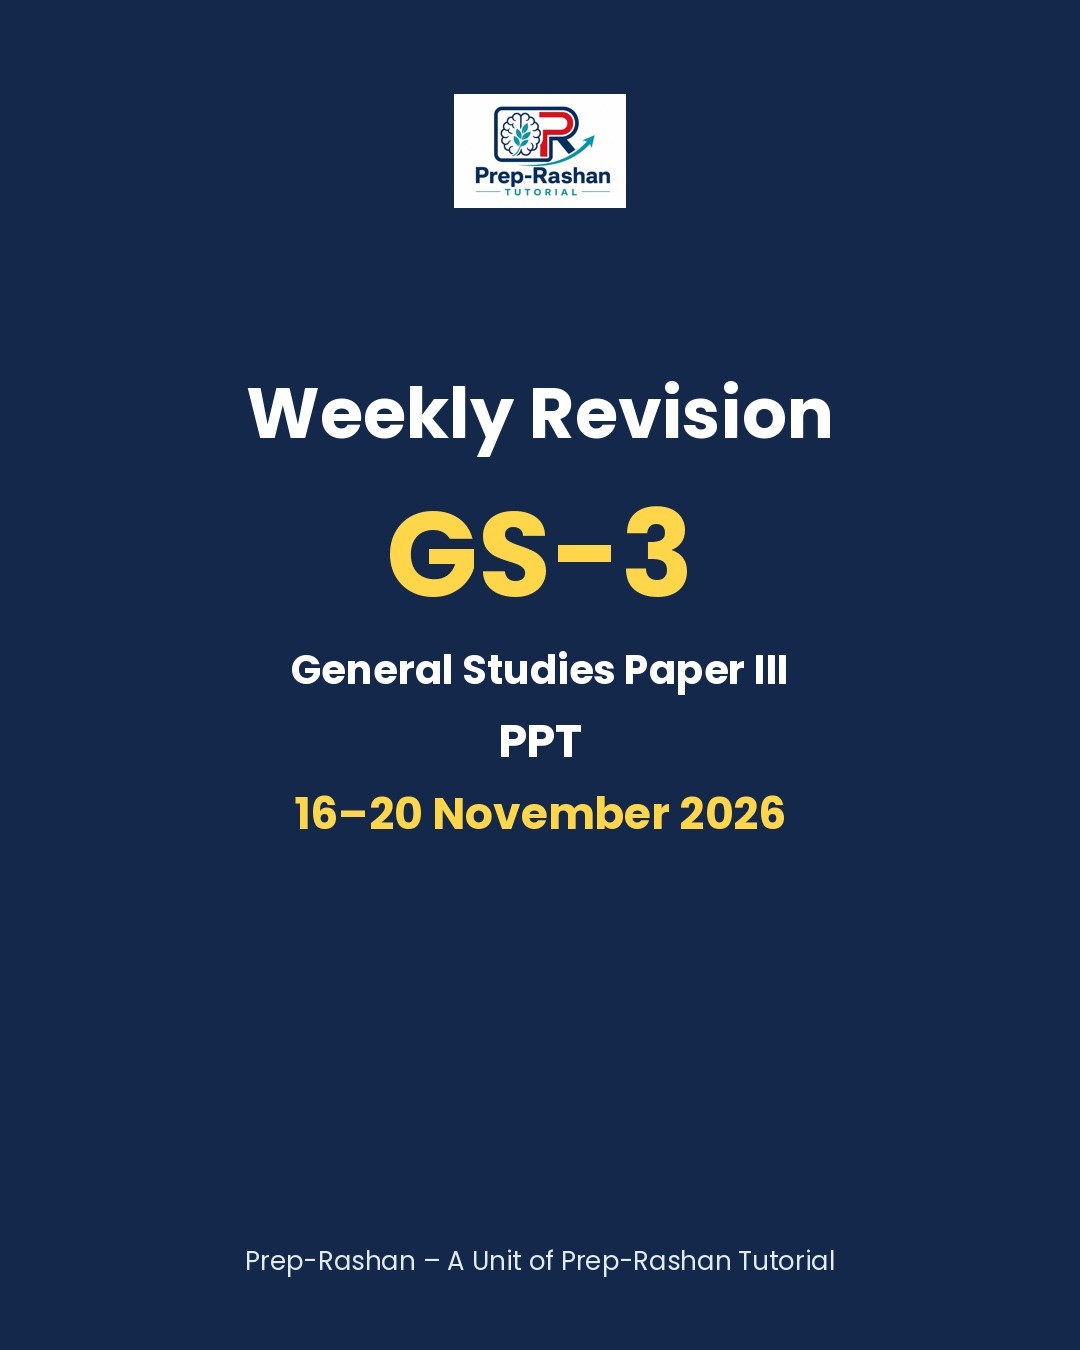 PR
Prep-Rashan
TUTORIAL
Weekly Revision
GS-3
General Studies Paper III
PPT
16–20 November 2026
Prep-Rashan – A Unit of Prep-Rashan Tutorial